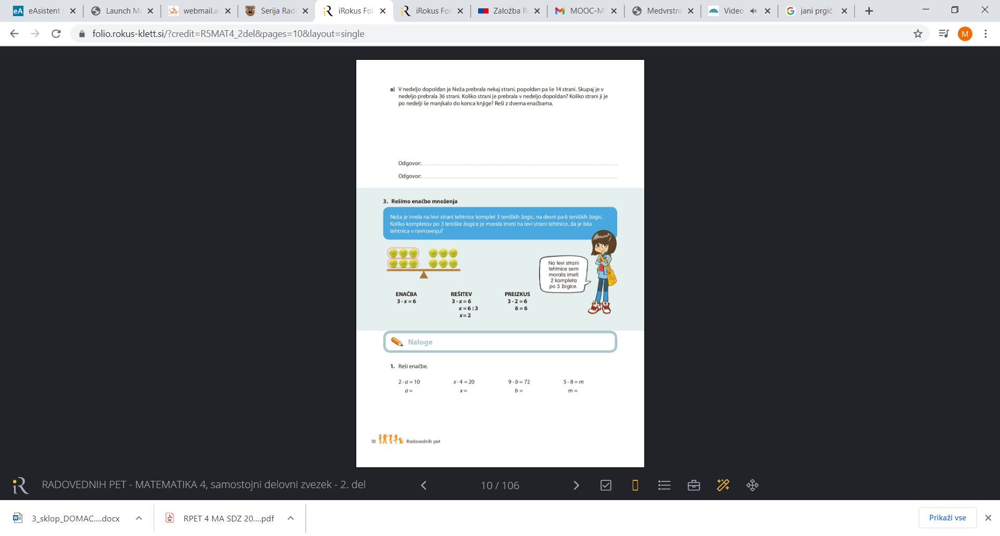 eA eAsistent
Launch M
webmail.a
Serija Rad
iRokus Fol
iRokus Fol
Založba R
MOOC-M
Medvrstni
Video
jani prgič
folio.rokus-klett.si/?credit=R5MAT4_2del&pages=10&layout=single
M
a) V nedeljo dopoldan je Neža prebrala nekaj strani, popoldan pa še 14 strani. Skupaj je v
nedeljo prebrala 36 strani. Koliko strani je prebrala v nedeljo dopoldan? Koliko strani ji je
po nedelji še manjkalo do konca knjige? Reši z dvema enačbama.
Odgovor:
Odgovor:
3. Rešimo enačbo množenja
Neža je imela na levi strani tehtnice komplet 3 teniških žogic, na desni pa 6 teniških žogic.
Koliko kompletov po 3 teniške žogice je morala imeti na levi strani tehtnice, da je bila
tehtnica v ravnovesju?
Na levi strani
tehtnice sem
morala imeti
2 kompleta
po 3 žogice.
ENAČBA REŠITEV PREIZKUS
3 · x = 6 3 · x = 6 3 · 2 = 6
x = 6 : 3 6 = 6
x = 2
Naloge
1. Reši enačbe.
2 · a = 10 x · 4 = 20 9 · b = 72 5 · 8 = m
a = x = b = m =
10 Radovednih pet
iR RADOVEDNIH PET - MATEMATIKA 4, samostojni delovni zvezek - 2. del 10 / 106
3_sklop_DOMAC....docx RPET 4 MA SDZ 20....pdf Prikaži vse